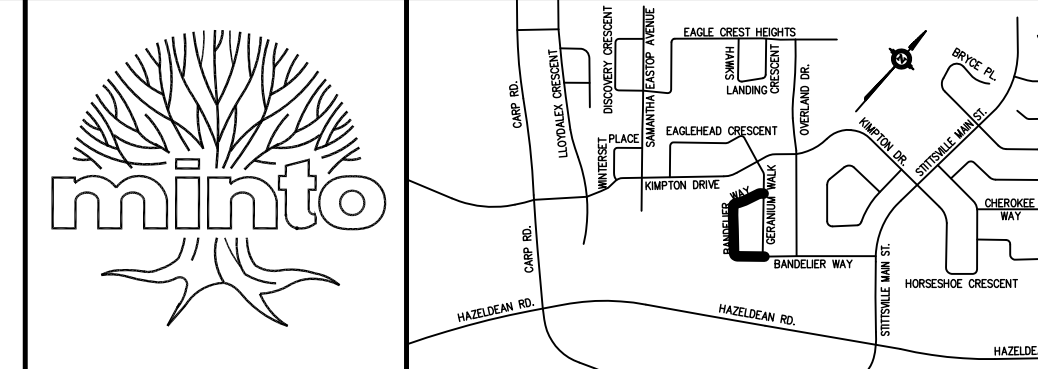 minto
CARP RD.
LLOYDALEX CRESCENT
DISCOVERY CRESCENT
SAMANTHA EASTOP AVENUE
EAGLE CREST HEIGHTS
HAWKS
LANDING
CRESCENT
OVERLAND DR.
N
BRYCE PL.
WINTERSET
PLACE
EAGLEHEAD CRESCENT
KIMPTON DR.
STITTSVILLE MAIN ST.
KIMPTON DRIVE
GERANIUM WALK
BANDELIER WAY
CHEROKEE
WAY
CARP RD.
BANDELIER WAY
STITTSVILLE MAIN ST.
HORSESHOE CRESCENT
HAZELDEAN RD.
HAZELDEAN RD.
HAZELDE